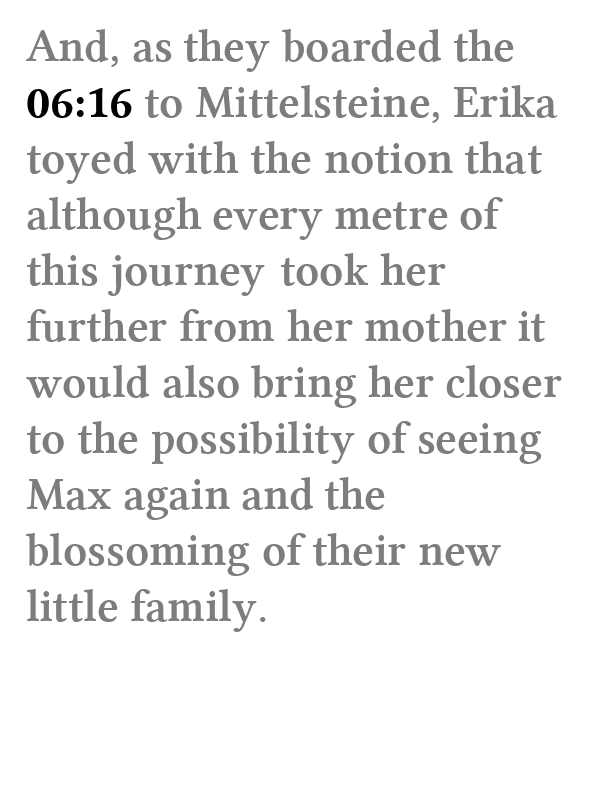 And, as they boarded the
06:16 to Mittelsteine, Erika
toyed with the notion that
although every metre of
this journey took her
further from her mother it
would also bring her closer
to the possibility of seeing
Max again and the
blossoming of their new
little family.